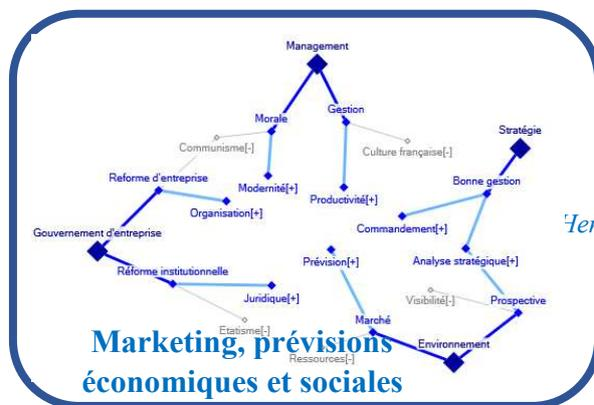 Management
Gestion
Morale
Stratégie
Communisme[-]
Culture française[-]
Reforme d'entreprise
Modernité[+]
Productivité[+]
Bonne gestion
Organisation[+]
Commandement[+]
Gouvernement d'entreprise
Prévision[+]
Analyse stratégique[+]
Réforme institutionnelle
Juridique[+]
Visibilité[-]
Prospective
Etatisme[-]
Marché
Environnement
Ressources[-]
Marketing, prévisions
économiques et sociales